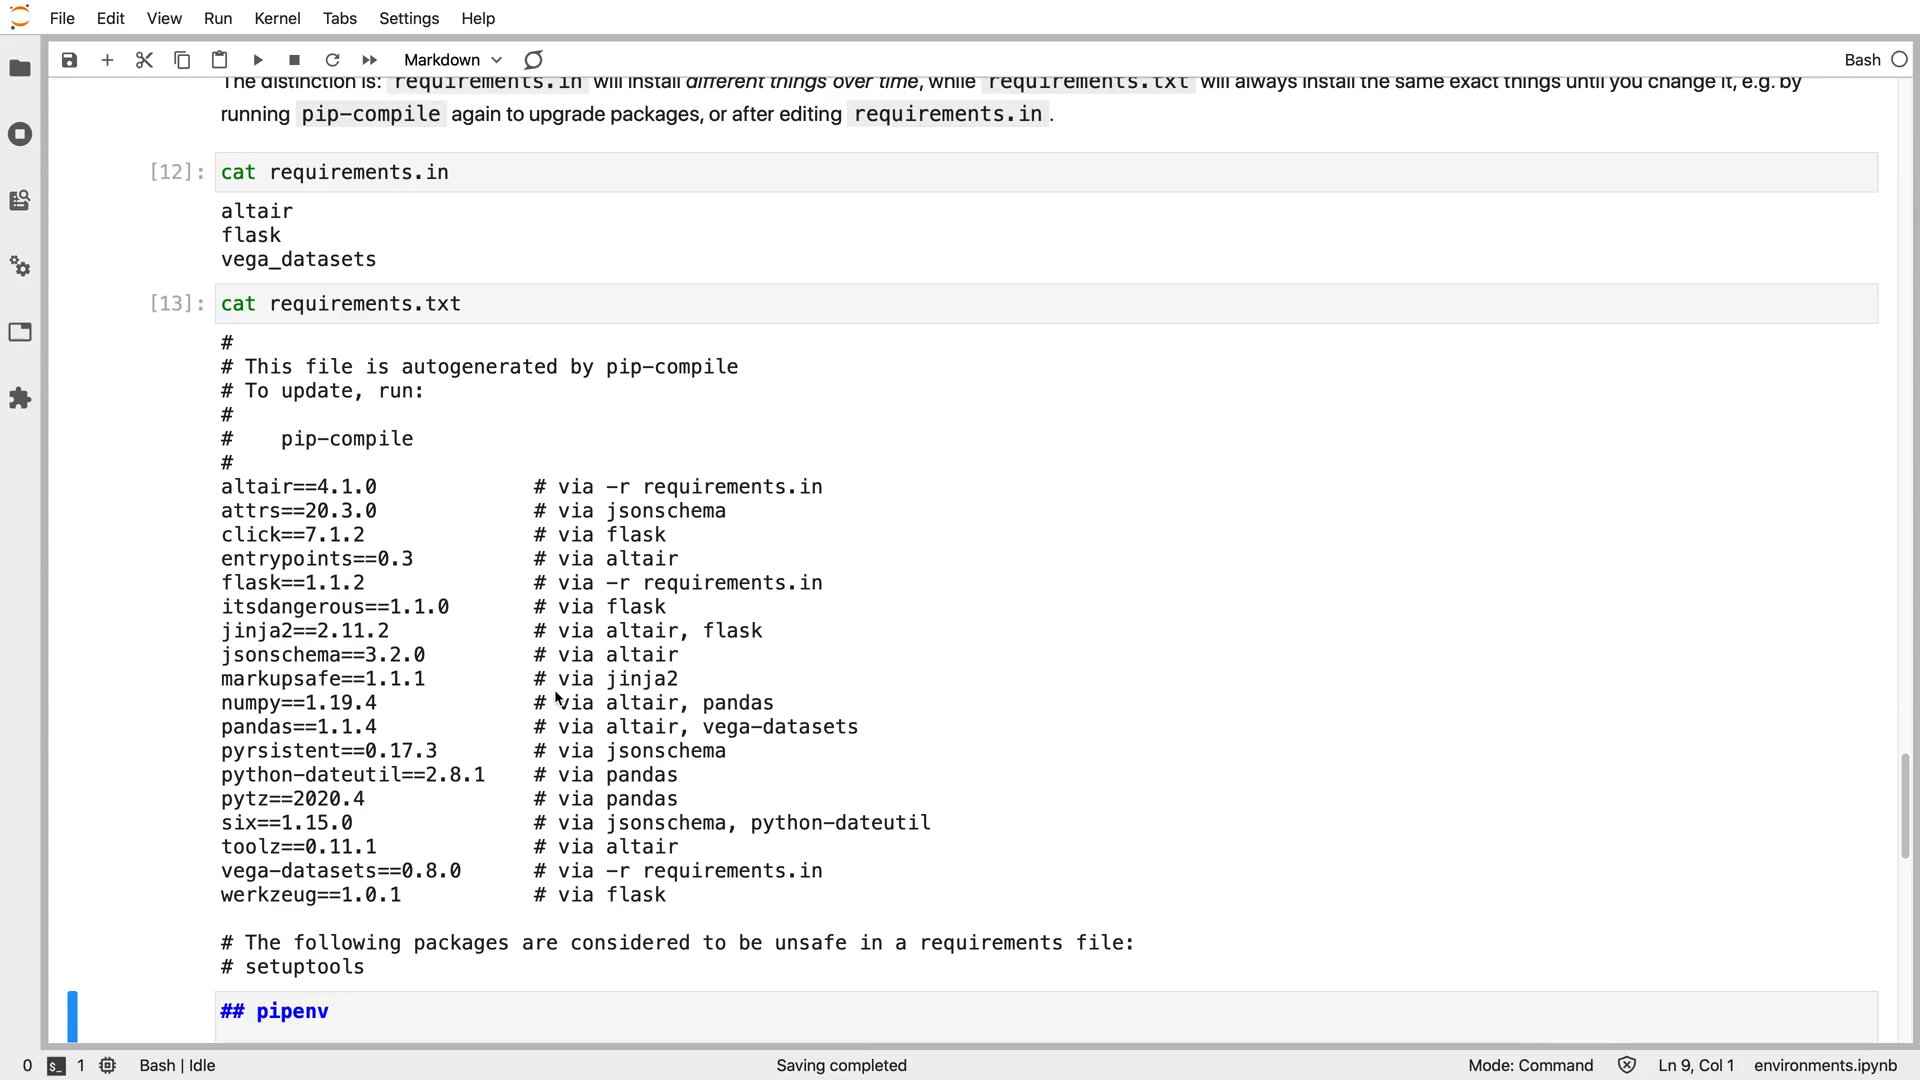 File Edit View Run Kernel Tabs Settings Help
Markdown
Bash
The distinction is: requirements.in will install different things over time, while requirements.txt will always install the same exact things until you change it, e.g. by
running pip-compile again to upgrade packages, or after editing requirements.in .
[12]: cat requirements.in
altair
flask
vega_datasets
[13]: cat requirements.txt
#
# This file is autogenerated by pip-compile
# To update, run:
#
#    pip-compile
#
altair==4.1.0             # via -r requirements.in
attrs==20.3.0             # via jsonschema
click==7.1.2              # via flask
entrypoints==0.3          # via altair
flask==1.1.2              # via -r requirements.in
itsdangerous==1.1.0       # via flask
jinja2==2.11.2            # via altair, flask
jsonschema==3.2.0         # via altair
markupsafe==1.1.1         # via jinja2
numpy==1.19.4             # via altair, pandas
pandas==1.1.4             # via altair, vega-datasets
pyrsistent==0.17.3        # via jsonschema
python-dateutil==2.8.1    # via pandas
pytz==2020.4              # via pandas
six==1.15.0               # via jsonschema, python-dateutil
toolz==0.11.1             # via altair
vega-datasets==0.8.0      # via -r requirements.in
werkzeug==1.0.1           # via flask
# The following packages are considered to be unsafe in a requirements file:
# setuptools
## pipenv
0 $_ 1 Bash | Idle Saving completed Mode: Command Ln 9, Col 1 environments.ipynb